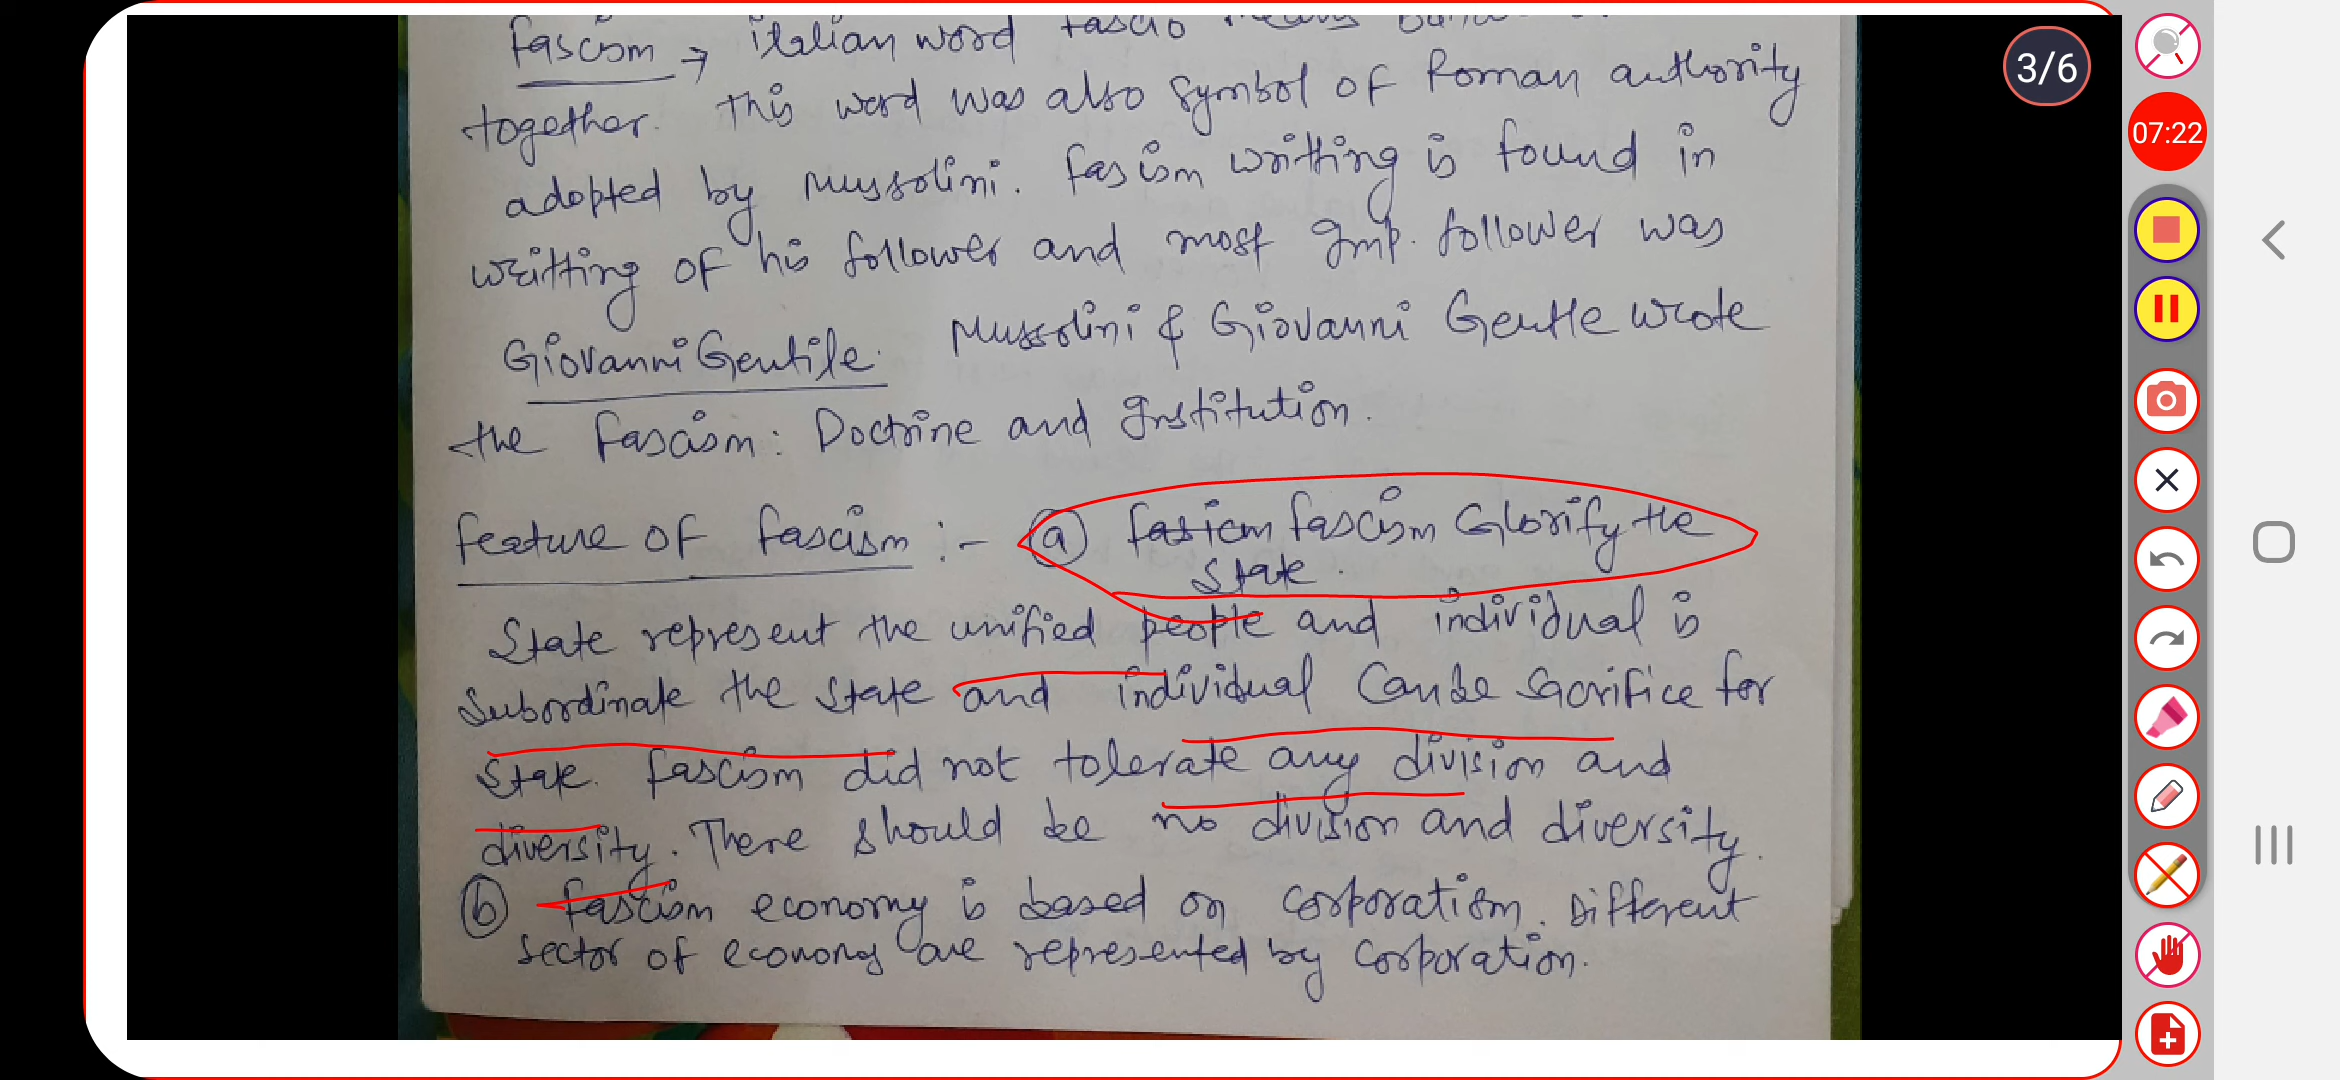 Fascism → italian word fascio means
3/6
together. This word was also symbol of Roman authority
07:22
adopted by Mussolini. Fasism writting is found in
writting of his follower and most Imp. follower was
Giovanni Gentile. Mussolini & Giovanni Gentle wrote
the Fascism: Doctrine and Institution.
Feature of Fascism :- (a) fasicm fascism Glorify the
State.
State represent the unified people and individual is
Subordinate the State and individual can be Sacrifice for
State. Fascism did not tolerate any division and
diversity. There should be no division and diversity.
(b) Fascism economy is based on corporatism. Different
sector of economy are represented by Corporation.